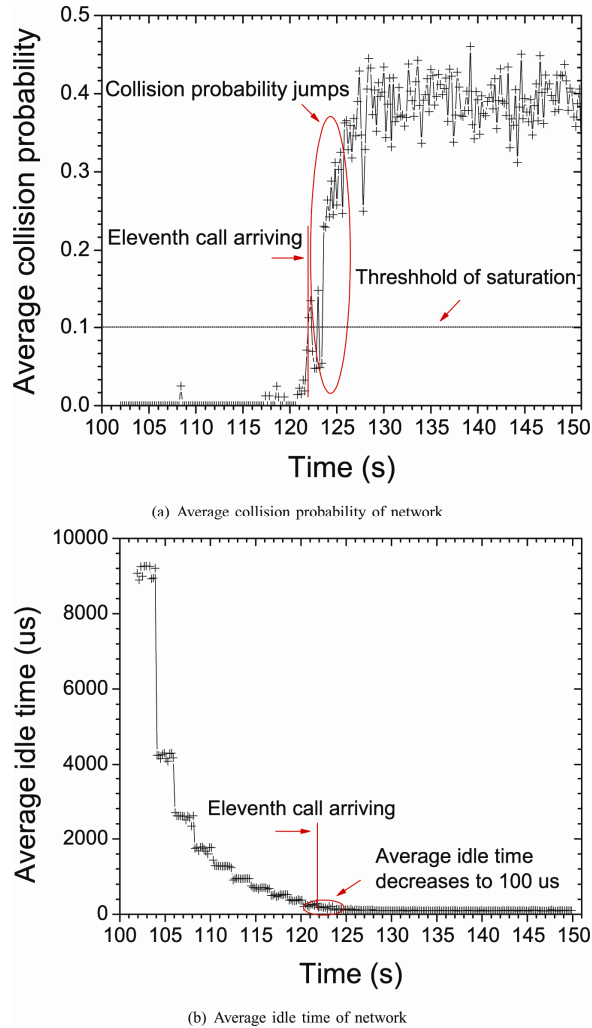 0.5
0.4
0.3
0.2
0.1
0.0
Average collision probability
Collision probability jumps
Eleventh call arriving
Threshhold of saturation
100 105 110 115 120 125 130 135 140 145 150
Time (s)
(a) Average collision probability of network
10000
8000
6000
4000
2000
0
Average idle time (us)
Eleventh call arriving
Average idle time
decreases to 100 us
100 105 110 115 120 125 130 135 140 145 150
Time (s)
(b) Average idle time of network